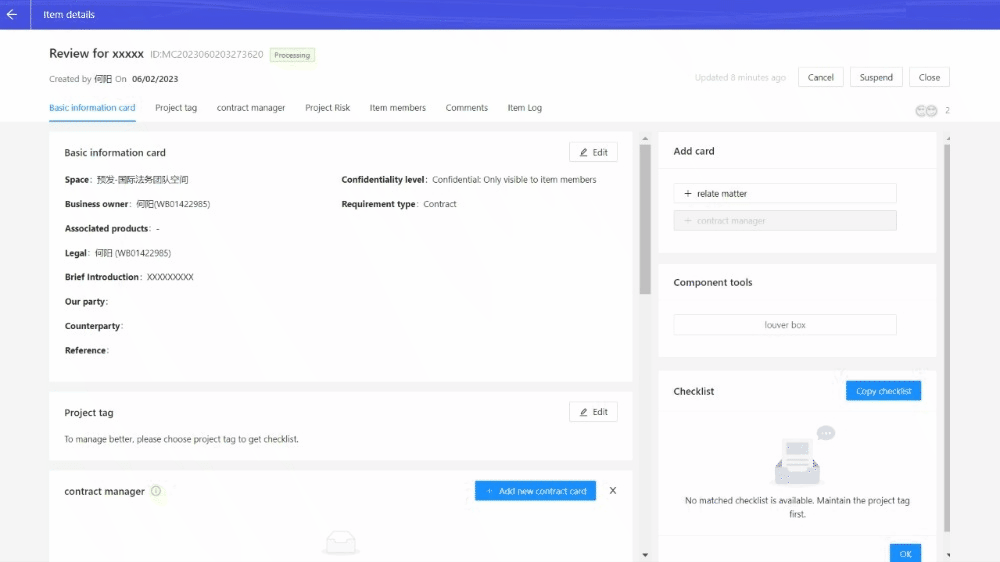 Item details
Review for xxxxx ID:MC2023060203273620 Processing
Created by 何阳 On 06/02/2023
Updated 8 minutes ago Cancel Suspend Close
Basic information card Project tag contract manager Project Risk Item members Comments Item Log
2
Basic information card
Edit
Space: 预发-国际法务团队空间
Confidentiality level: Confidential: Only visible to item members
Business owner: 何阳(WB01422985)
Requirement type: Contract
Associated products: -
Legal: 何阳 (WB01422985)
Brief Introduction: XXXXXXXXX
Our party:
Counterparty:
Reference:
Project tag
Edit
To manage better, please choose project tag to get checklist.
contract manager
+ Add new contract card X
Add card
+ relate matter
+ contract manager
Component tools
louver box
Checklist
Copy checklist
No matched checklist is available. Maintain the project tag
first.
OK